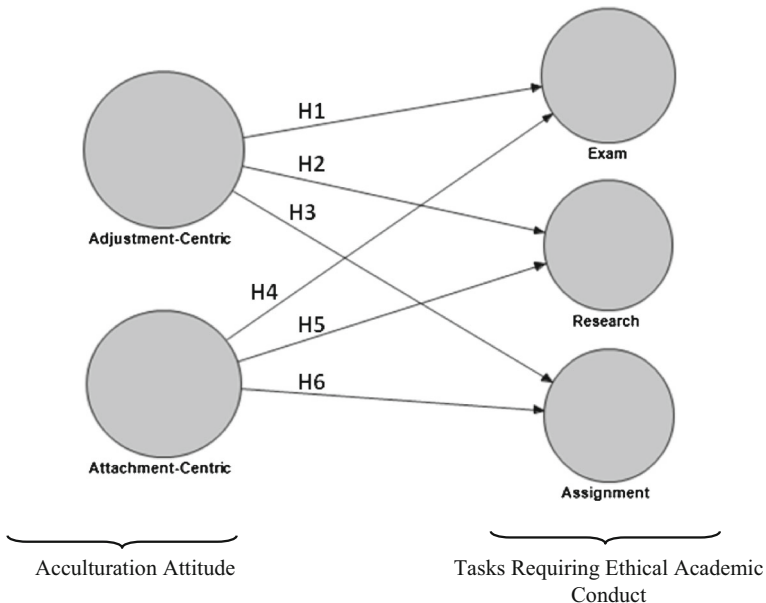 Exam
H1
H2
Adjustment-Centric
H3
H4
Research
H5
H6
Attachment-Centric
Assignment
Acculturation Attitude
Tasks Requiring Ethical Academic
Conduct